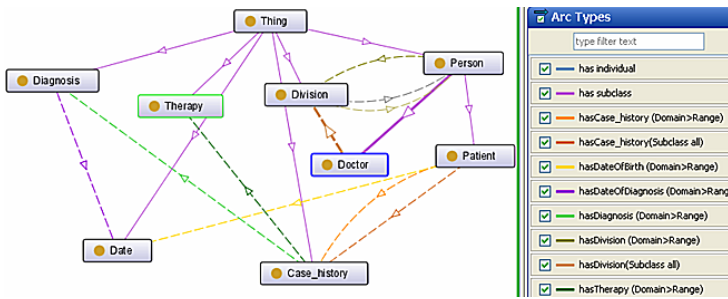 Thing
Person
Diagnosis
Therapy
Division
Doctor
Patient
Date
Case_history
Arc Types
type filter text
has individual
has subclass
hasCase_history (Domain>Range)
hasCase_history(Subclass all)
hasDateOfBirth (Domain>Range)
hasDateOfDiagnosis (Domain>Rang
hasDiagnosis (Domain>Range)
hasDivision (Domain>Range)
hasDivision(Subclass all)
hasTherapy (Domain>Range)